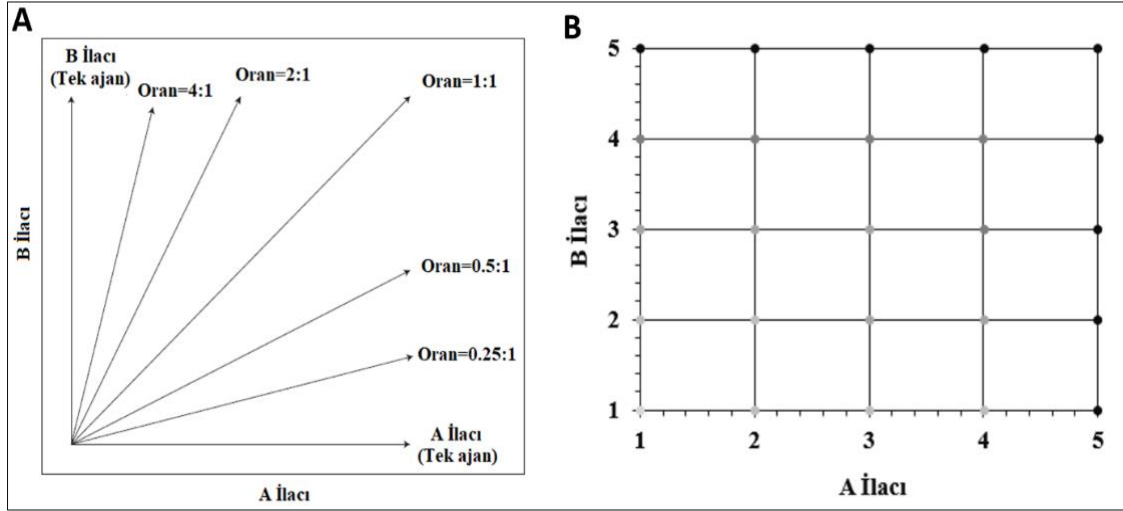 A
B İlacı
(Tek ajan)
Oran=4:1
Oran=2:1
Oran=1:1
Oran=0.5:1
Oran=0.25:1
A İlacı
(Tek ajan)
B İlacı
A İlacı
B
5
4
3
2
1
B İlacı
1 2 3 4 5
A İlacı